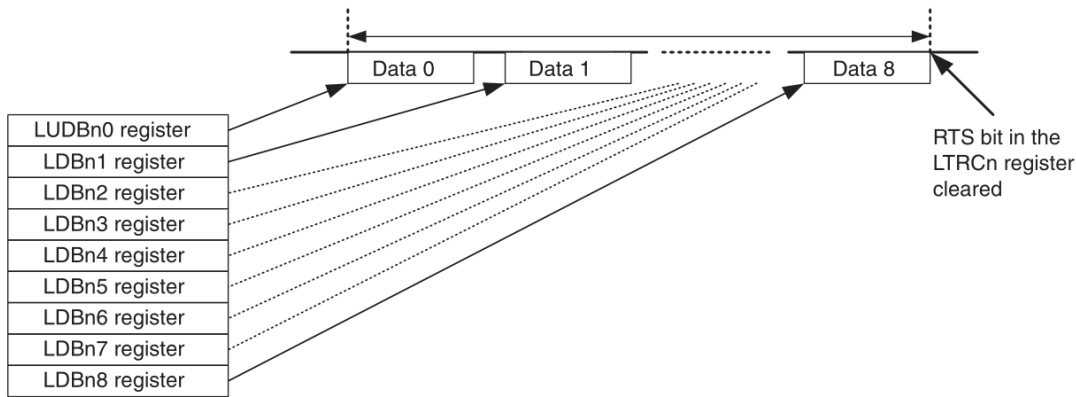 Data 0
Data 1
Data 8
LUDBn0 register
LDBn1 register
LDBn2 register
LDBn3 register
LDBn4 register
LDBn5 register
LDBn6 register
LDBn7 register
LDBn8 register
RTS bit in the
LTRCn register
cleared